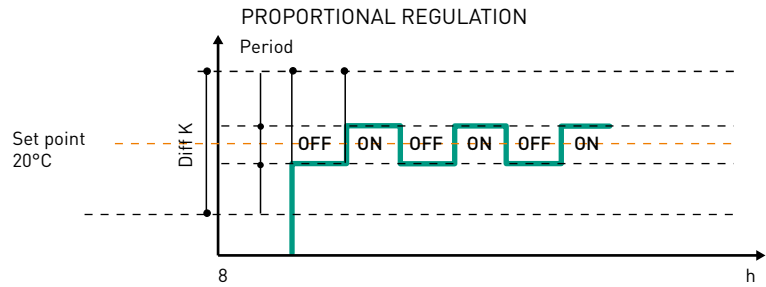 PROPORTIONAL REGULATION
Period
Set point
20°C
Diff K
OFF ON OFF ON OFF ON
8 h